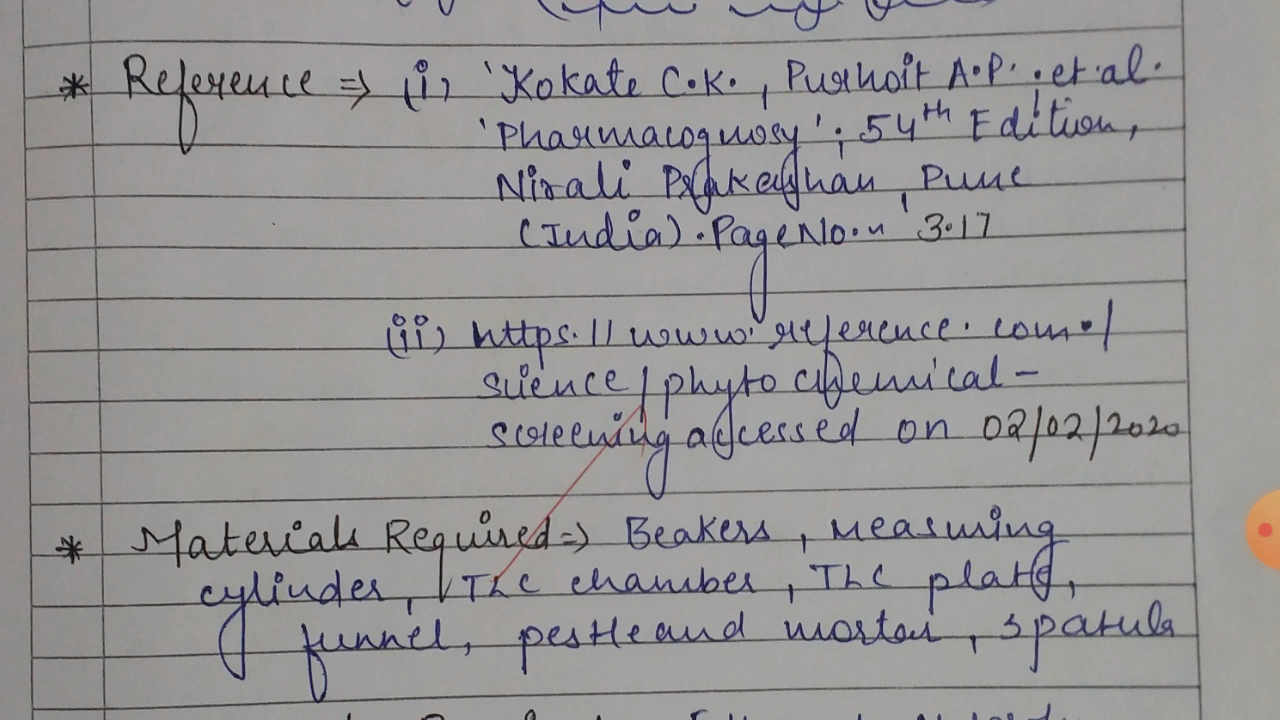 * Reference => (i) 'Kokate C.K., Purhoit A.P., et.al.
'Pharmacognosy'; 54th Edition,
Nirali Prakashan, Pune
(India). Page No.n 3.17
(ii) https.//www.reference.com./
science/phytochemical-
screening accessed on 02/02/2020
* Materials Required => Beakers, Measuring
cylinder, TLC chamber, TLC plate,
funnel, pestle and mortar, spatula